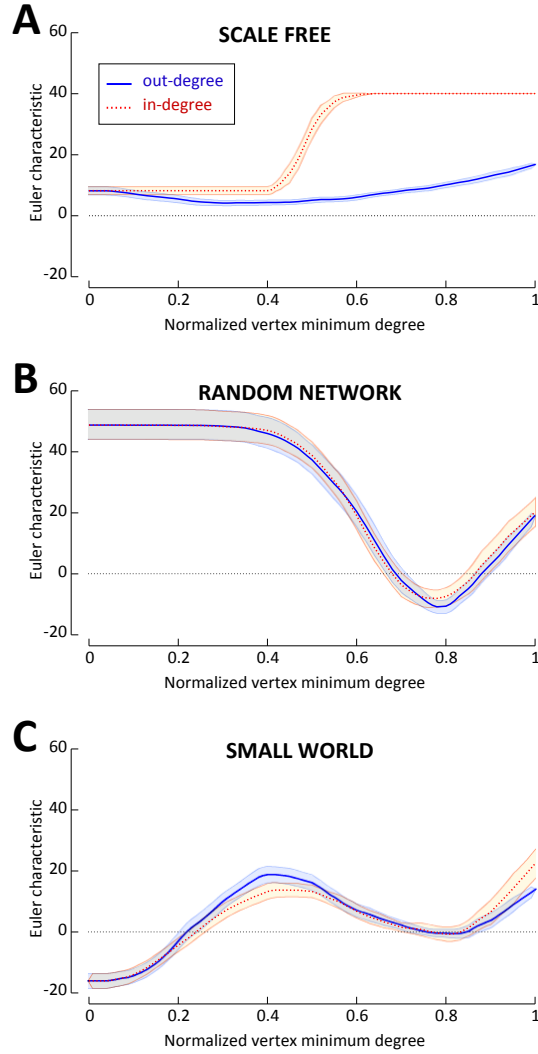 A
SCALE FREE
60
40
20
0
-20
Euler characteristic
out-degree
in-degree
0 0.2 0.4 0.6 0.8 1
Normalized vertex minimum degree
B
RANDOM NETWORK
60
40
20
0
-20
Euler characteristic
0 0.2 0.4 0.6 0.8 1
Normalized vertex minimum degree
C
SMALL WORLD
60
40
20
0
-20
Euler characteristic
0 0.2 0.4 0.6 0.8 1
Normalized vertex minimum degree